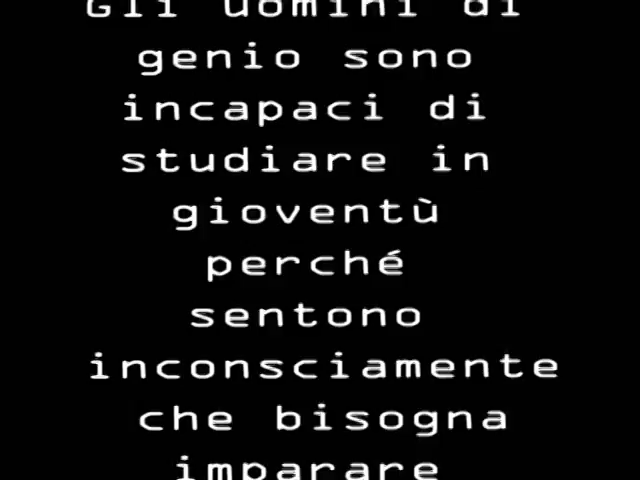 Gli uomini di
genio sono
incapaci di
studiare in
gioventù
perché
sentono
inconsciamente
che bisogna
imparare